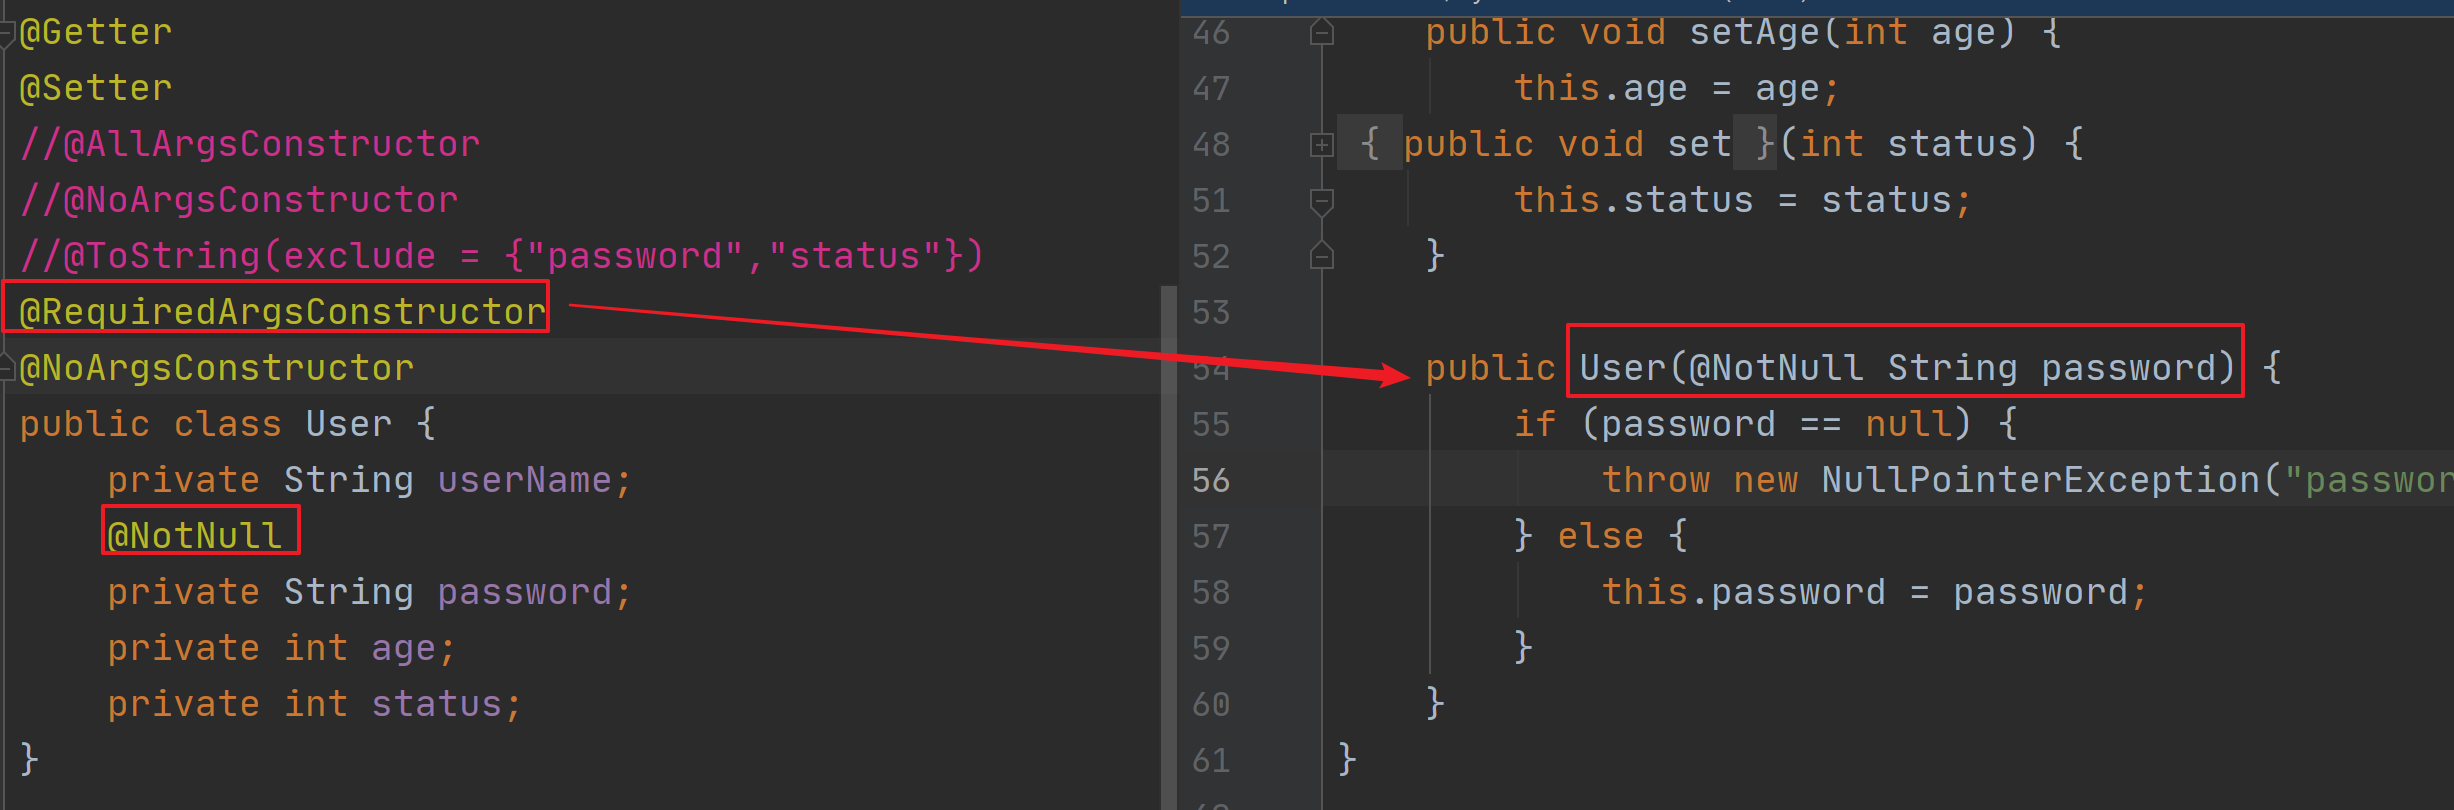 @Getter
@Setter
//@AllArgsConstructor
//@NoArgsConstructor
//@ToString(exclude = {"password","status"})
@RequiredArgsConstructor
@NoArgsConstructor
public class User {
private String userName;
@NotNull
private String password;
private int age;
private int status;
}
46 public void setAge(int age) {
47 this.age = age;
48 { public void set }(int status) {
51 this.status = status;
52 }
53
54 public User(@NotNull String password) {
55 if (password == null) {
56 throw new NullPointerException("passwor
57 } else {
58 this.password = password;
59 }
60 }
61 }